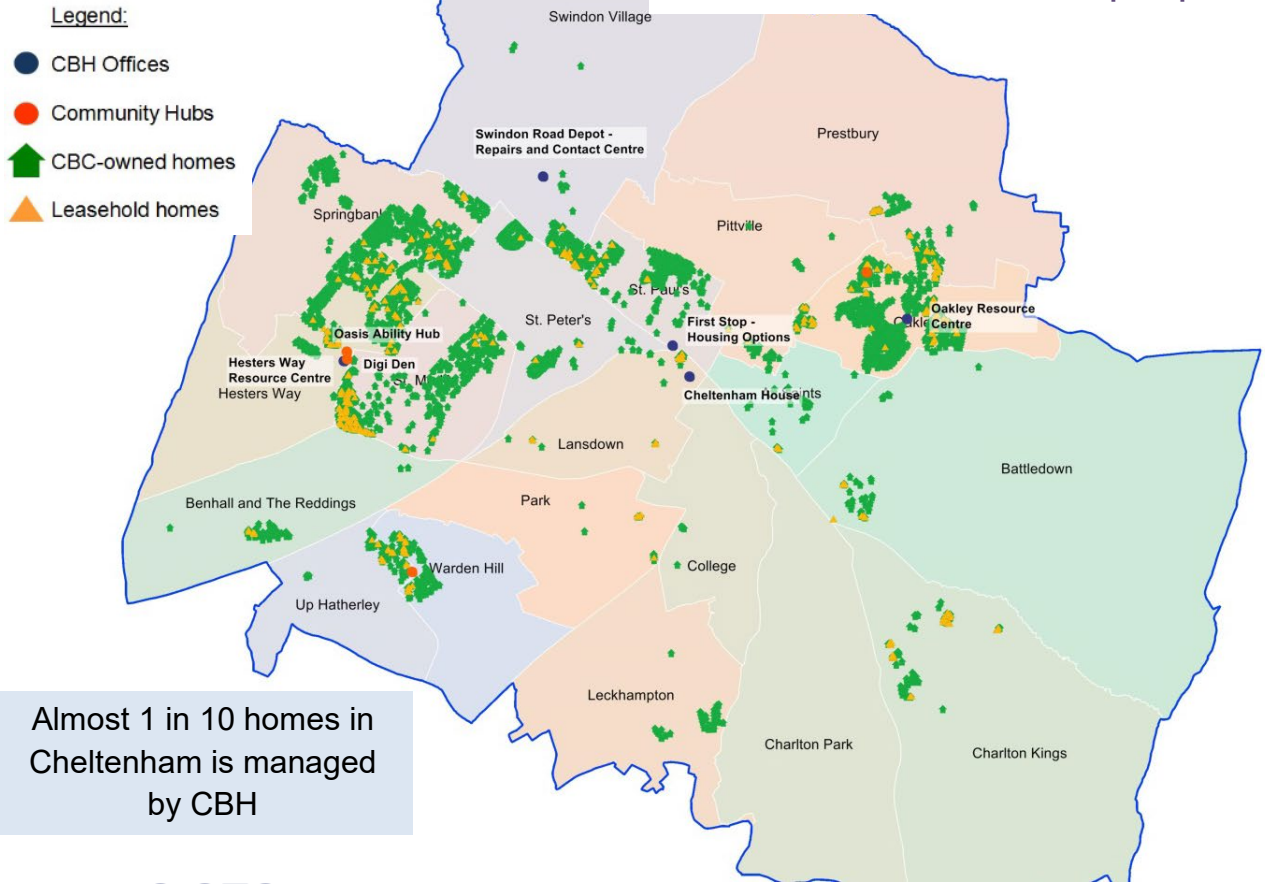 Legend:
CBH Offices
Community Hubs
CBC-owned homes
Leasehold homes
Swindon Village
Swindon Road Depot -
Repairs and Contact Centre
Prestbury
Springbank
Pittville
St. Paul's
St. Peter's
First Stop -
Housing Options
Oakley Resource
Centre
Oasis Ability Hub
Hesters Way
Resource Centre
Digi Den
Hesters Way
St. M
Cheltenham House
Lansdown
Battledown
Benhall and The Reddings
Park
College
Warden Hill
Up Hatherley
Leckhampton
Charlton Park
Charlton Kings
Almost 1 in 10 homes in
Cheltenham is managed
by CBH